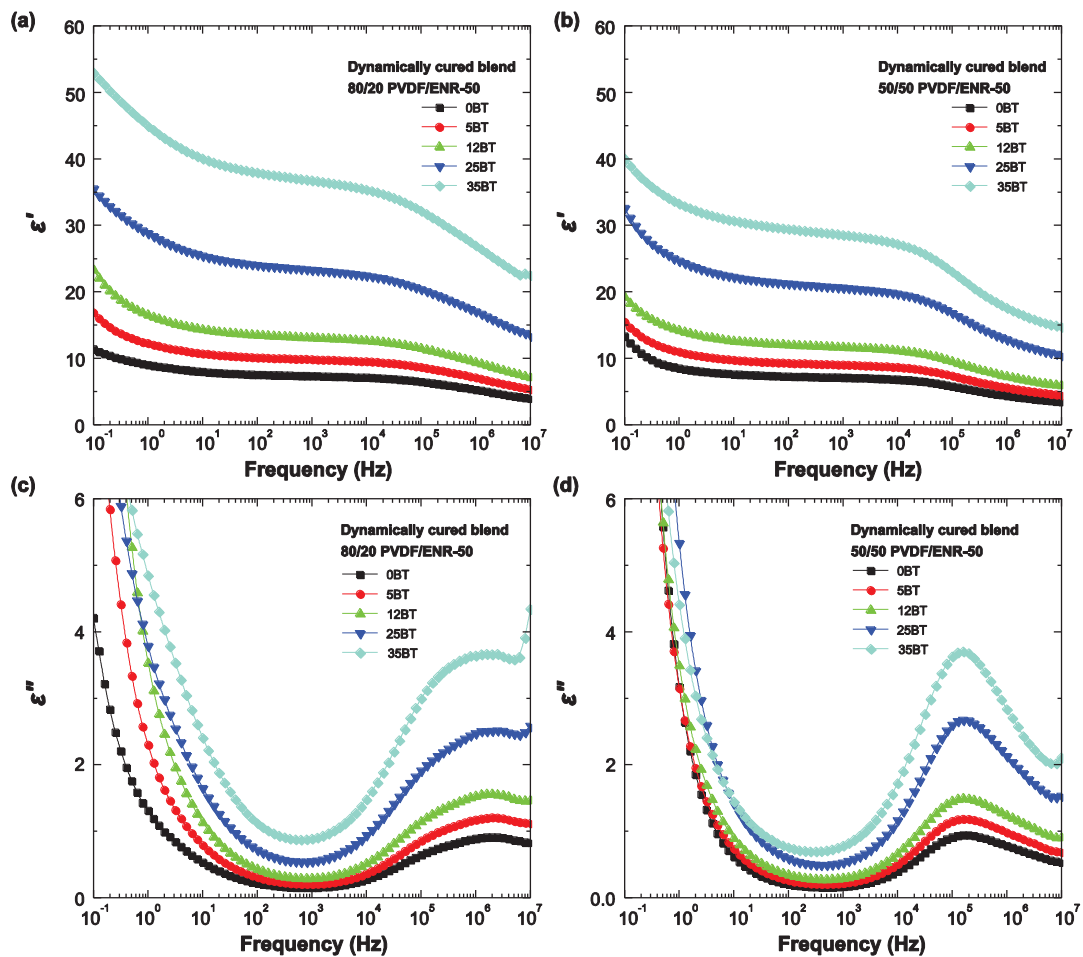 (a)
60
50
40
30
20
10
0
ε'
Dynamically cured blend
80/20 PVDF/ENR-50
0BT
5BT
12BT
25BT
35BT
10⁻¹ 10⁰ 10¹ 10² 10³ 10⁴ 10⁵ 10⁶ 10⁷
Frequency (Hz)
(b)
60
50
40
30
20
10
0
ε'
Dynamically cured blend
50/50 PVDF/ENR-50
0BT
5BT
12BT
25BT
35BT
10⁻¹ 10⁰ 10¹ 10² 10³ 10⁴ 10⁵ 10⁶ 10⁷
Frequency (Hz)
(c)
6
4
2
0
ε"
Dynamically cured blend
80/20 PVDF/ENR-50
0BT
5BT
12BT
25BT
35BT
10⁻¹ 10⁰ 10¹ 10² 10³ 10⁴ 10⁵ 10⁶ 10⁷
Frequency (Hz)
(d)
6
4
2
0.0
ε"
Dynamically cured blend
50/50 PVDF/ENR-50
0BT
5BT
12BT
25BT
35BT
10⁻¹ 10⁰ 10¹ 10² 10³ 10⁴ 10⁵ 10⁶ 10⁷
Frequency (Hz)